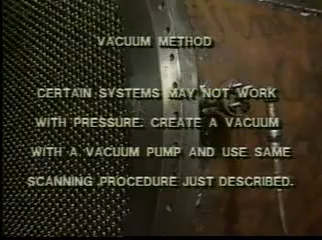 VACUUM METHOD
CERTAIN SYSTEMS MAY NOT WORK
WITH PRESSURE. CREATE A VACUUM
WITH A VACUUM PUMP AND USE SAME
SCANNING PROCEDURE JUST DESCRIBED.